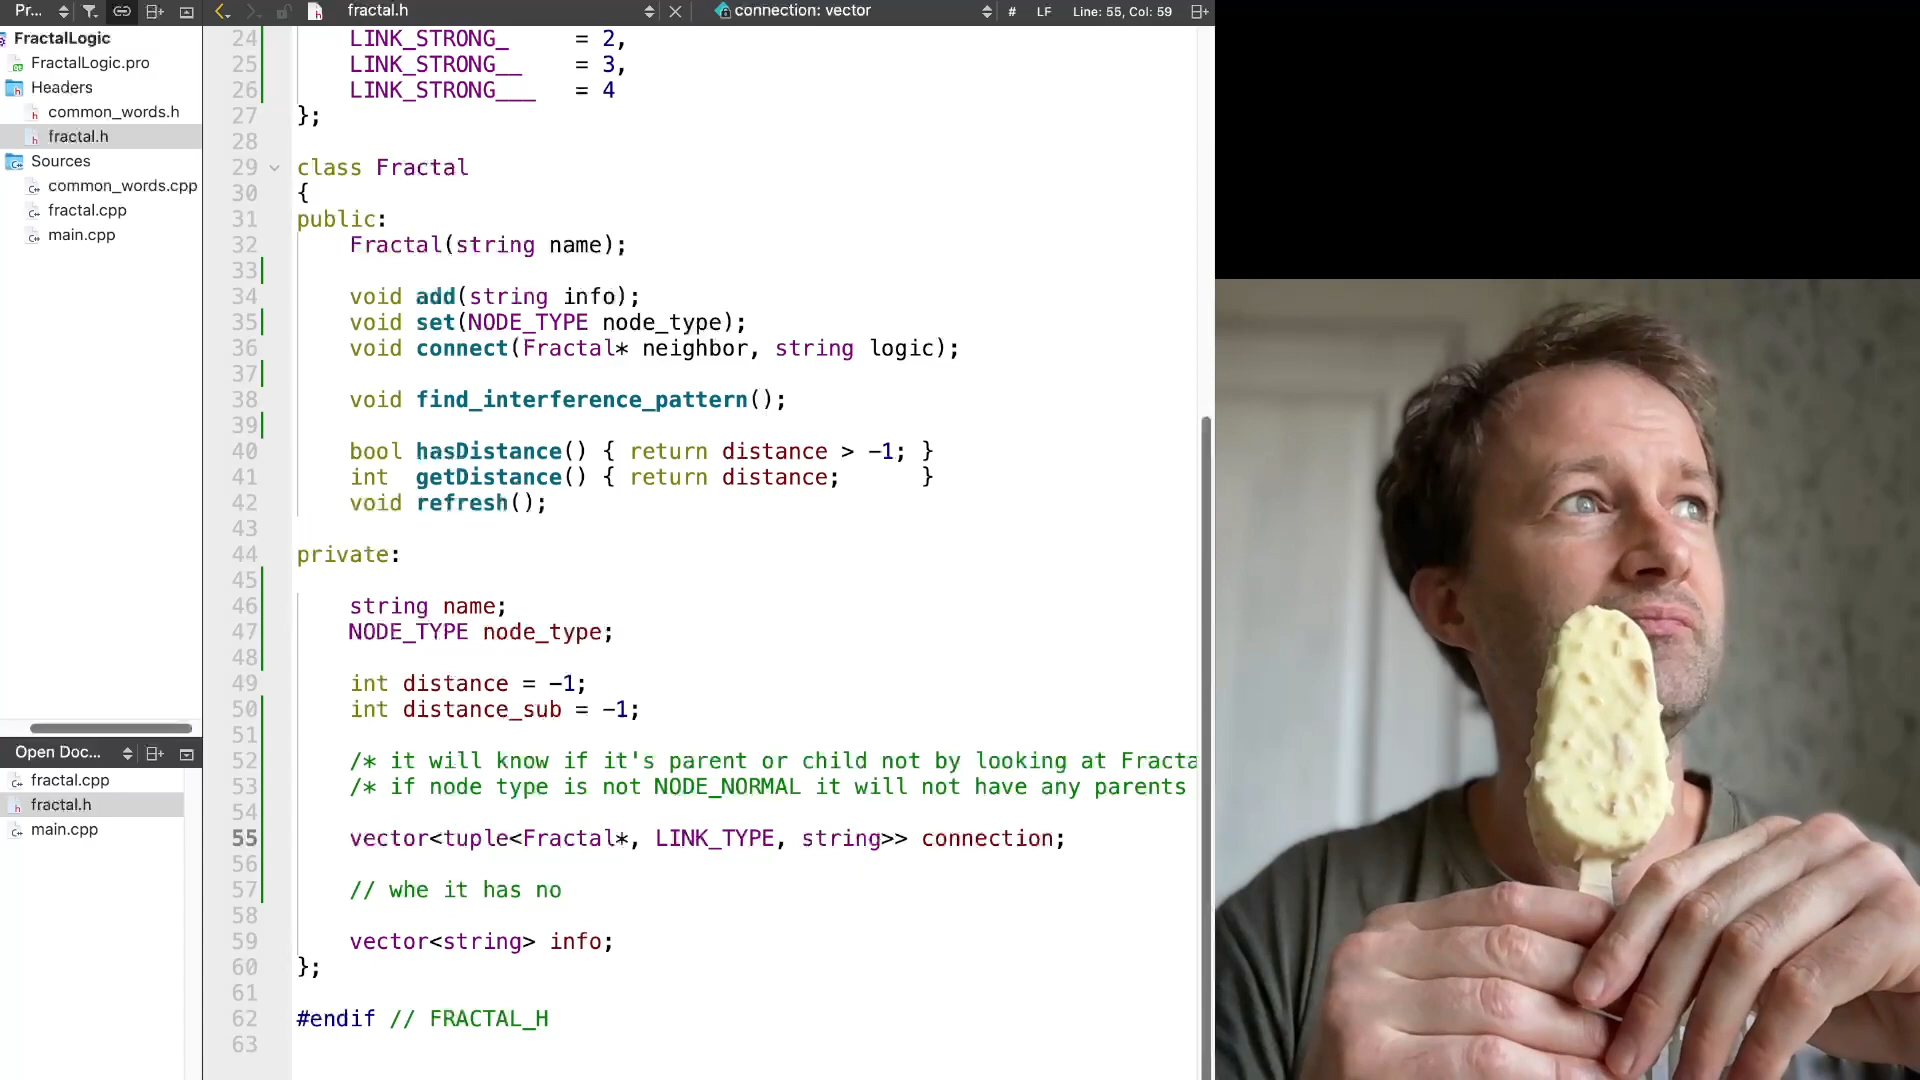 Pr...
fractal.h
connection: vector
#
LF
Line: 55, Col: 59
FractalLogic
FractalLogic.pro
Headers
common_words.h
fractal.h
Sources
common_words.cpp
fractal.cpp
main.cpp
Open Doc...
fractal.cpp
fractal.h
main.cpp
24 LINK_STRONG_ = 2,
25 LINK_STRONG__ = 3,
26 LINK_STRONG___ = 4
27 };
28
29 class Fractal
30 {
31 public:
32 Fractal(string name);
33
34 void add(string info);
35 void set(NODE_TYPE node_type);
36 void connect(Fractal* neighbor, string logic);
37
38 void find_interference_pattern();
39
40 bool hasDistance() { return distance > -1; }
41 int getDistance() { return distance; }
42 void refresh();
43
44 private:
45
46 string name;
47 NODE_TYPE node_type;
48
49 int distance = -1;
50 int distance_sub = -1;
51
52 /* it will know if it's parent or child not by looking at Fracta
53 /* if node type is not NODE_NORMAL it will not have any parents
54
55 vector<tuple<Fractal*, LINK_TYPE, string>> connection;
56
57 // whe it has no
58
59 vector<string> info;
60 };
61
62 #endif // FRACTAL_H
63